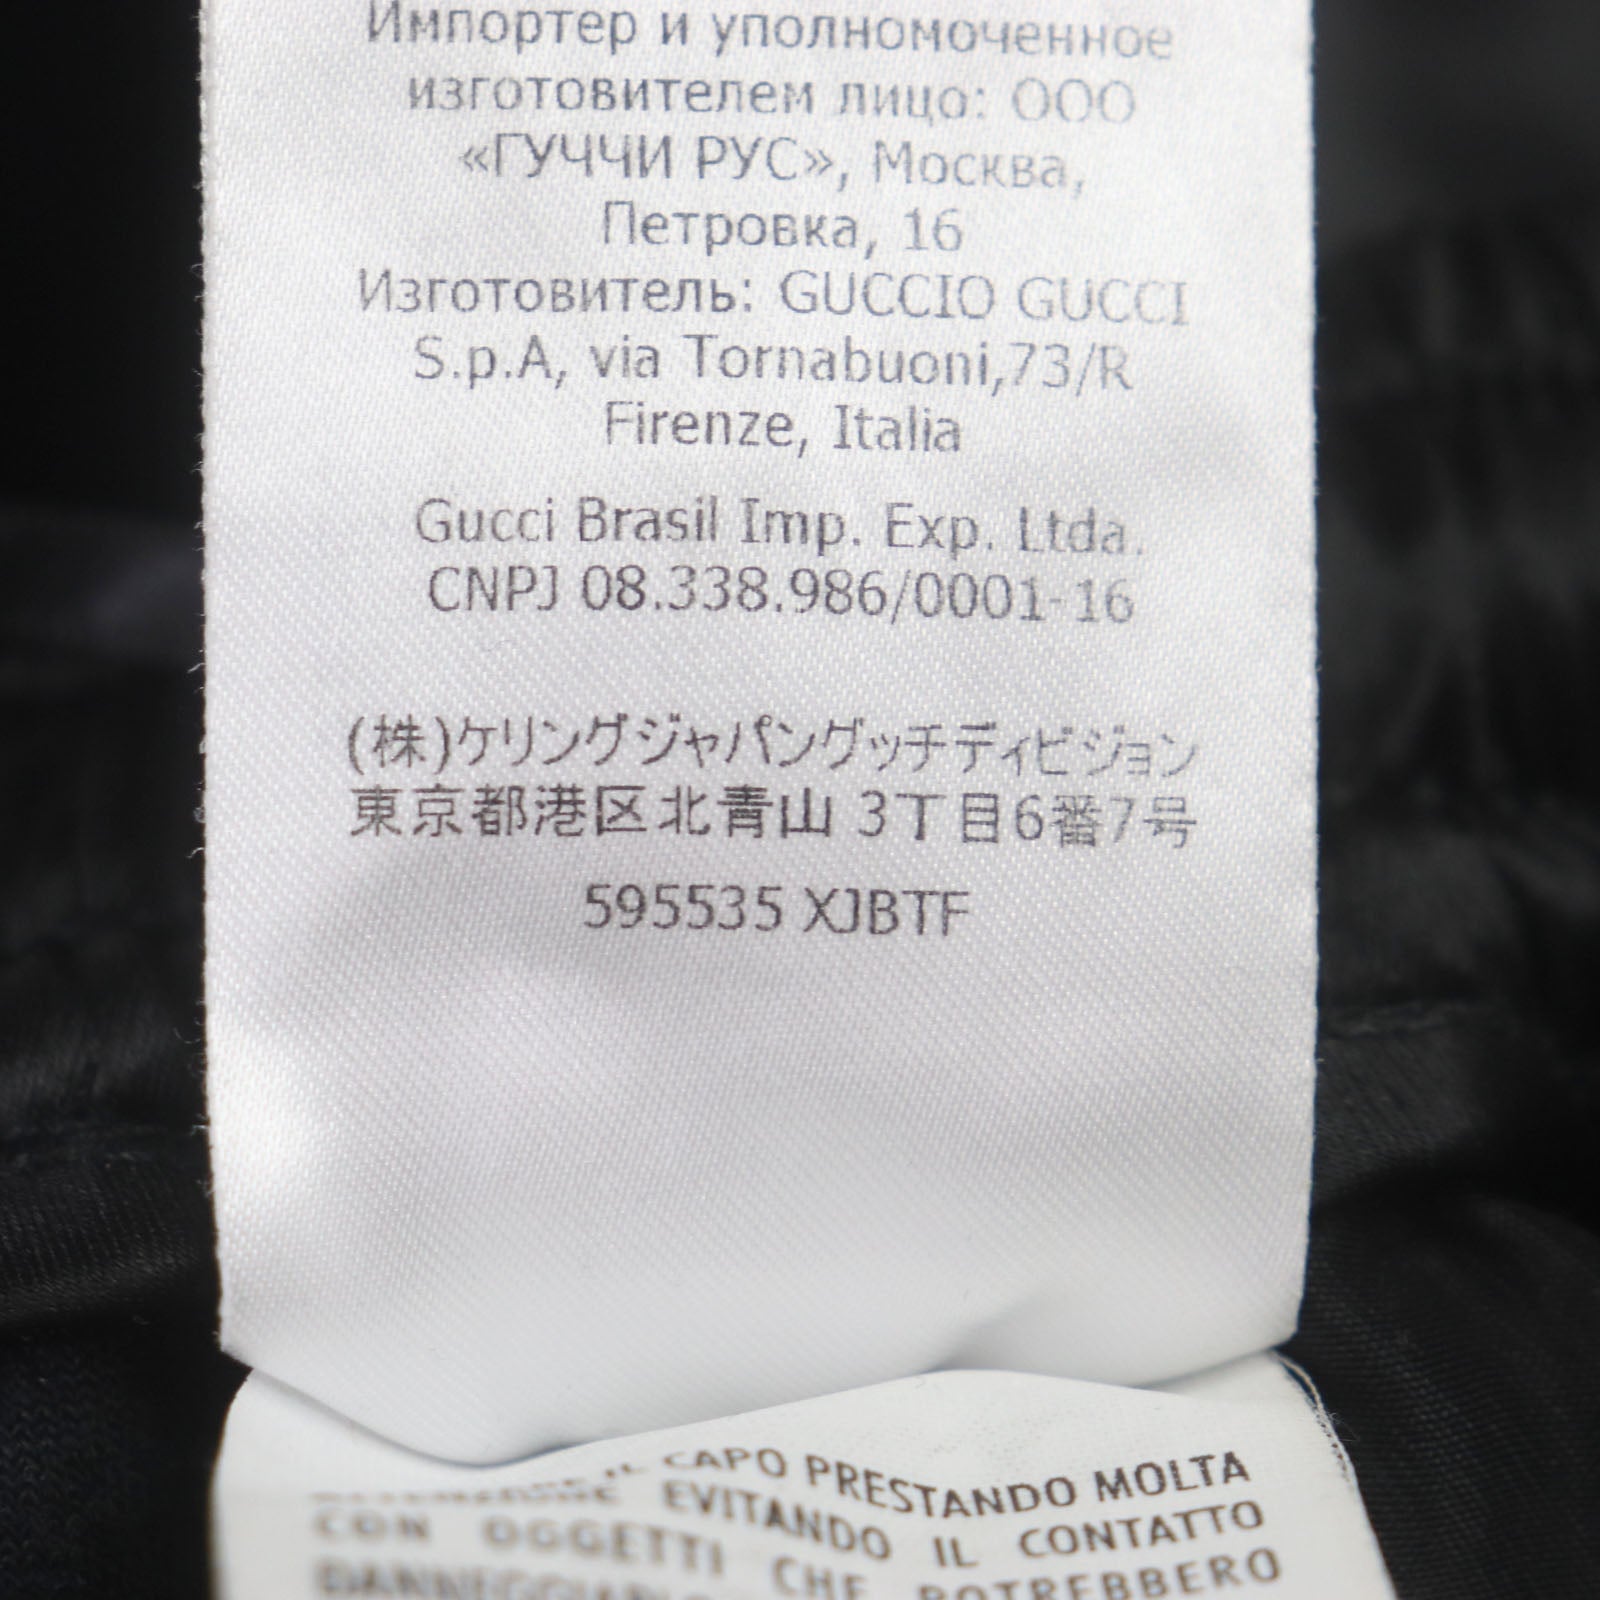 Импортер и уполномоченное
изготовителем лицо: ООО
«ГУЧЧИ РУС», Москва,
Петровка, 16
Изготовитель: GUCCIO GUCCI
S.p.A, via Tornabuoni,73/R
Firenze, Italia
Gucci Brasil Imp. Exp. Ltda.
CNPJ 08.338.986/0001-16
(株)ケリングジャパングッチディビジョン
東京都港区北青山 3丁目6番7号
595535 XJBTF
IL CAPO PRESTANDO MOLTA
EVITANDO IL CONTATTO
CON OGGETTI CHE POTREBBERO